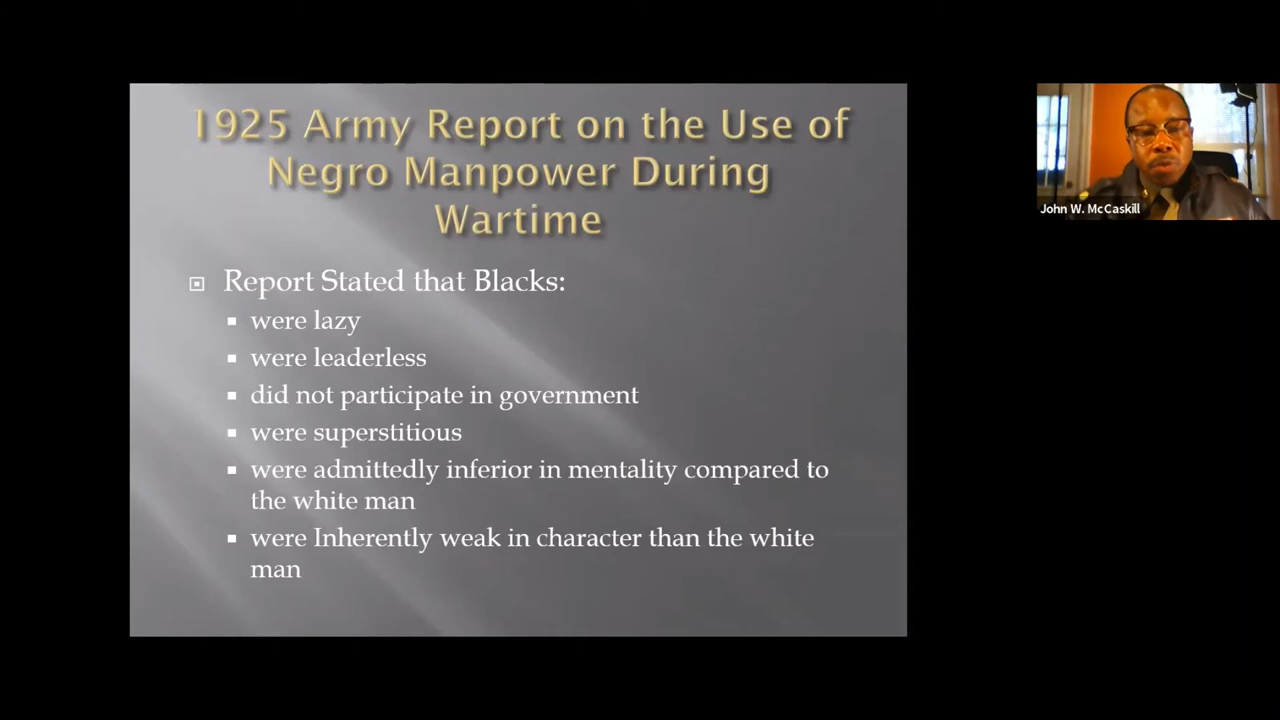 1925 Army Report on the Use of
Negro Manpower During
Wartime
Report Stated that Blacks:
were lazy
were leaderless
did not participate in government
were superstitious
were admittedly inferior in mentality compared to
the white man
were Inherently weak in character than the white
man
John W. McCaskill